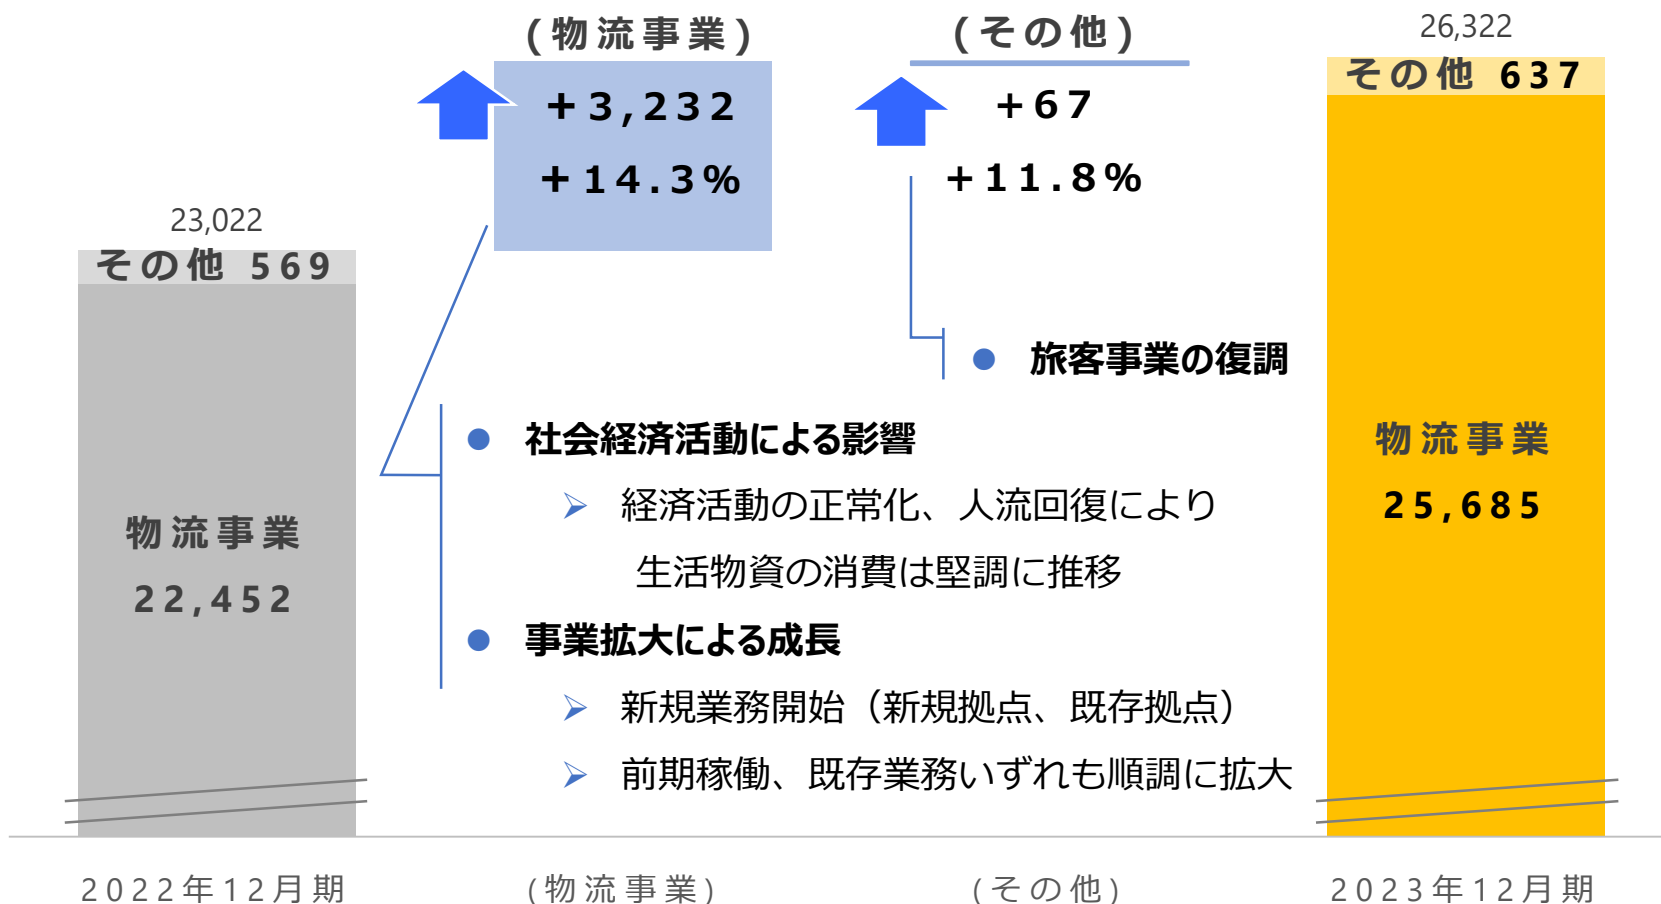 (物流事業)
(その他)
26,322
その他 637
+3,232
+67
+14.3%
+11.8%
23,022
その他 569
● 旅客事業の復調
● 社会経済活動による影響
➢ 経済活動の正常化、人流回復により
生活物資の消費は堅調に推移
● 事業拡大による成長
➢ 新規業務開始（新規拠点、既存拠点）
➢ 前期稼働、既存業務いずれも順調に拡大
物流事業
22,452
物流事業
25,685
2022年12月期
(物流事業)
(その他)
2023年12月期